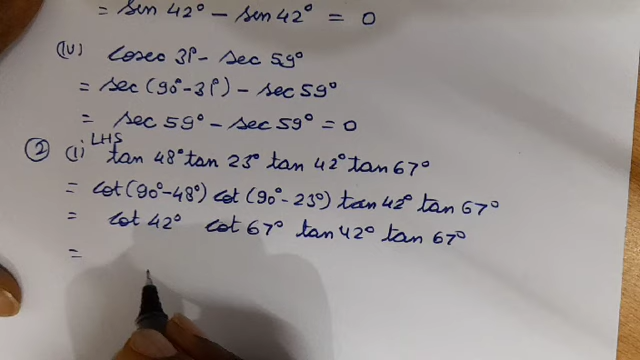 = sin 42° - sin 42° = 0
(iv) cosec 31° - sec 59°
= sec (90° - 31°) - sec 59°
= sec 59° - sec 59° = 0
② (i) LHS
tan 48° tan 23° tan 42° tan 67°
= cot (90° - 48°) cot (90° - 23°) tan 42° tan 67°
= cot 42° cot 67° tan 42° tan 67°
=